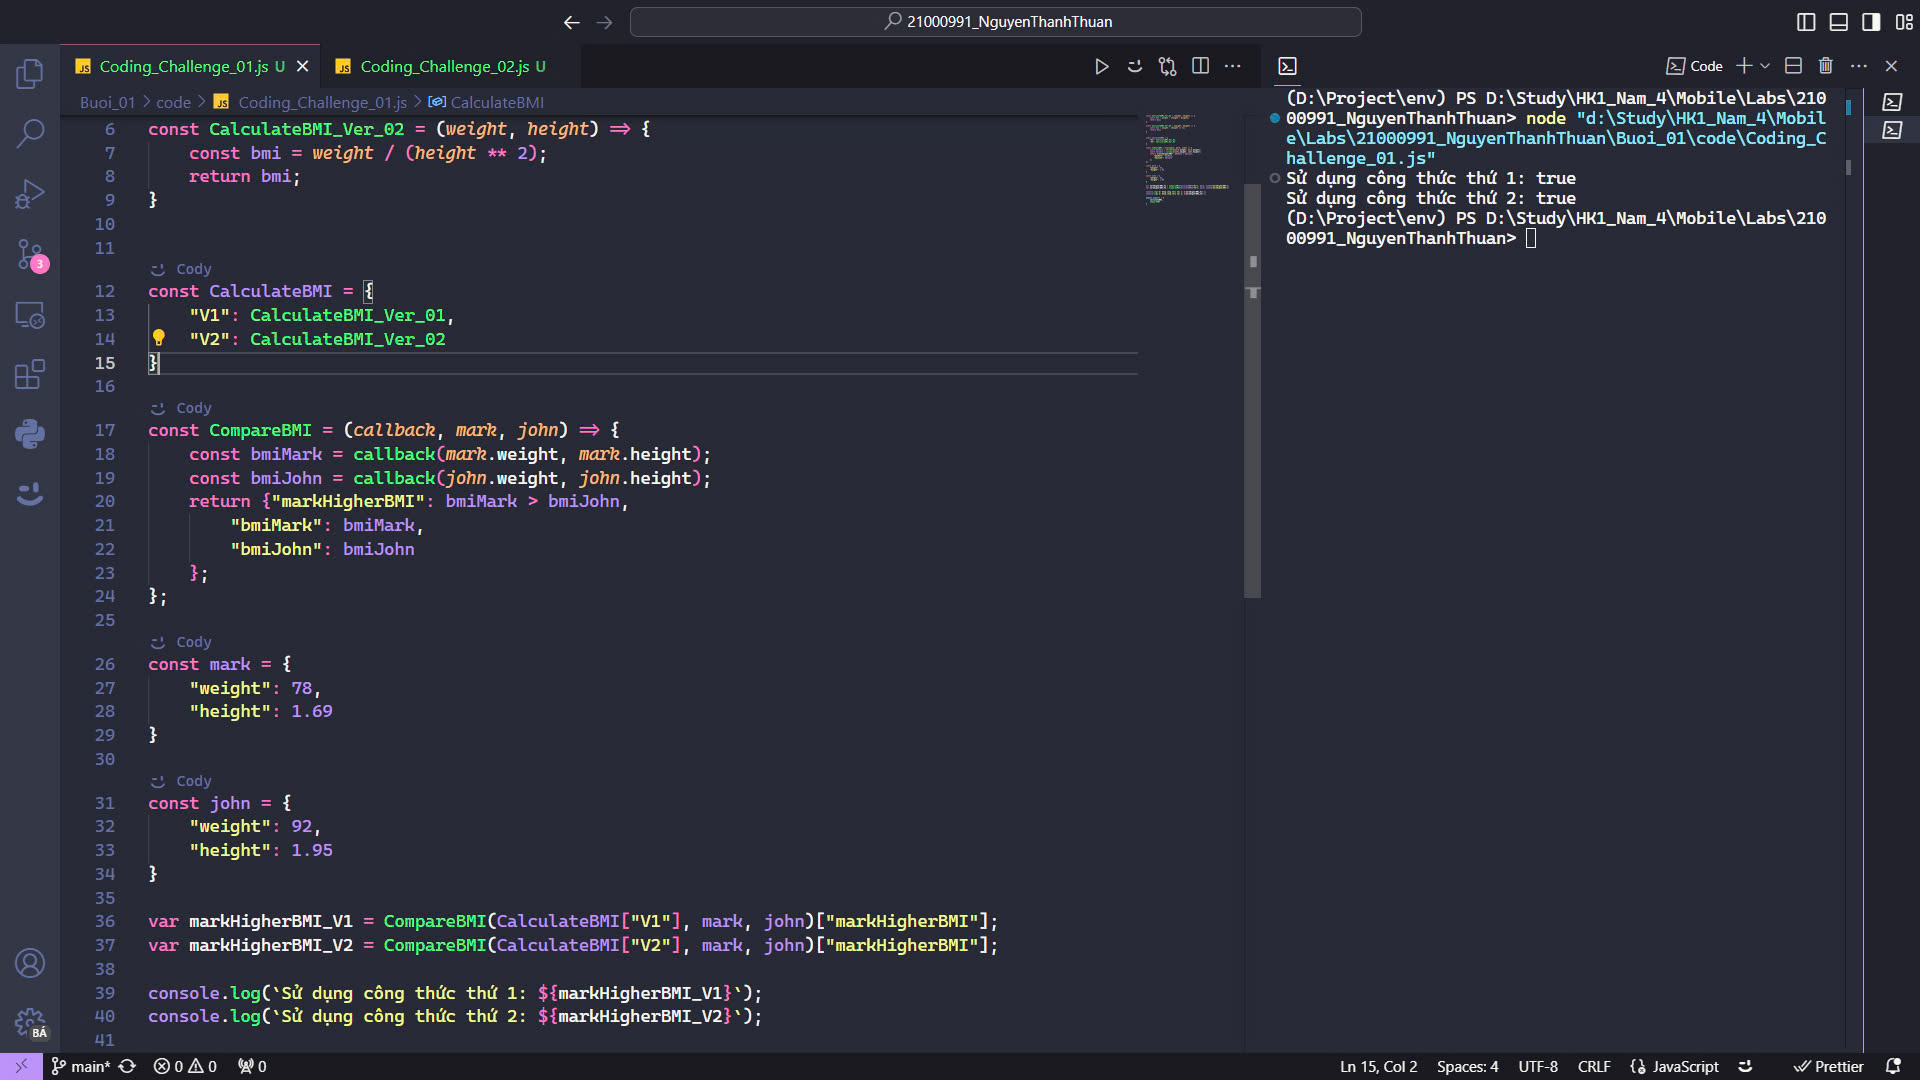 21000991_NguyenThanhThuan
Coding_Challenge_01.js U
Coding_Challenge_02.js U
Code
Buoi_01 > code > Coding_Challenge_01.js > CalculateBMI
6 const CalculateBMI_Ver_02 = (weight, height) => {
7 const bmi = weight / (height ** 2);
8 return bmi;
9 }
10
11
Cody
12 const CalculateBMI = {
13 "V1": CalculateBMI_Ver_01,
14 "V2": CalculateBMI_Ver_02
15 }
16
Cody
17 const CompareBMI = (callback, mark, john) => {
18 const bmiMark = callback(mark.weight, mark.height);
19 const bmiJohn = callback(john.weight, john.height);
20 return {"markHigherBMI": bmiMark > bmiJohn,
21 "bmiMark": bmiMark,
22 "bmiJohn": bmiJohn
23 };
24 };
25
Cody
26 const mark = {
27 "weight": 78,
28 "height": 1.69
29 }
30
Cody
31 const john = {
32 "weight": 92,
33 "height": 1.95
34 }
35
36 var markHigherBMI_V1 = CompareBMI(CalculateBMI["V1"], mark, john)["markHigherBMI"];
37 var markHigherBMI_V2 = CompareBMI(CalculateBMI["V2"], mark, john)["markHigherBMI"];
38
39 console.log(`Sử dụng công thức thứ 1: ${markHigherBMI_V1}`);
40 console.log(`Sử dụng công thức thứ 2: ${markHigherBMI_V2}`);
41
(D:\Project\env) PS D:\Study\HK1_Nam_4\Mobile\Labs\210
00991_NguyenThanhThuan> node "d:\Study\HK1_Nam_4\Mobil
e\Labs\21000991_NguyenThanhThuan\Buoi_01\code\Coding_C
hallenge_01.js"
Sử dụng công thức thứ 1: true
Sử dụng công thức thứ 2: true
(D:\Project\env) PS D:\Study\HK1_Nam_4\Mobile\Labs\210
00991_NguyenThanhThuan>
3
BÁ
main* 0 0 0
Ln 15, Col 2 Spaces: 4 UTF-8 CRLF {} JavaScript Prettier